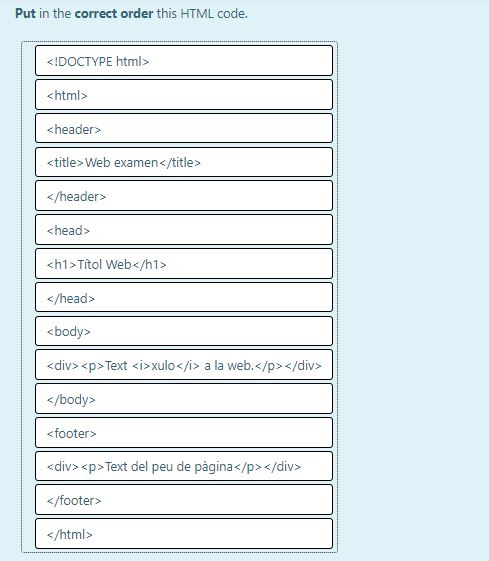 Put in the correct order this HTML code.
<!DOCTYPE html>
<html>
<header>
<title>Web examen</title>
</header>
<head>
<h1>Títol Web</h1>
</head>
<body>
<div><p>Text <i>xulo</i> a la web.</p></div>
</body>
<footer>
<div><p>Text del peu de pàgina</p></div>
</footer>
</html>